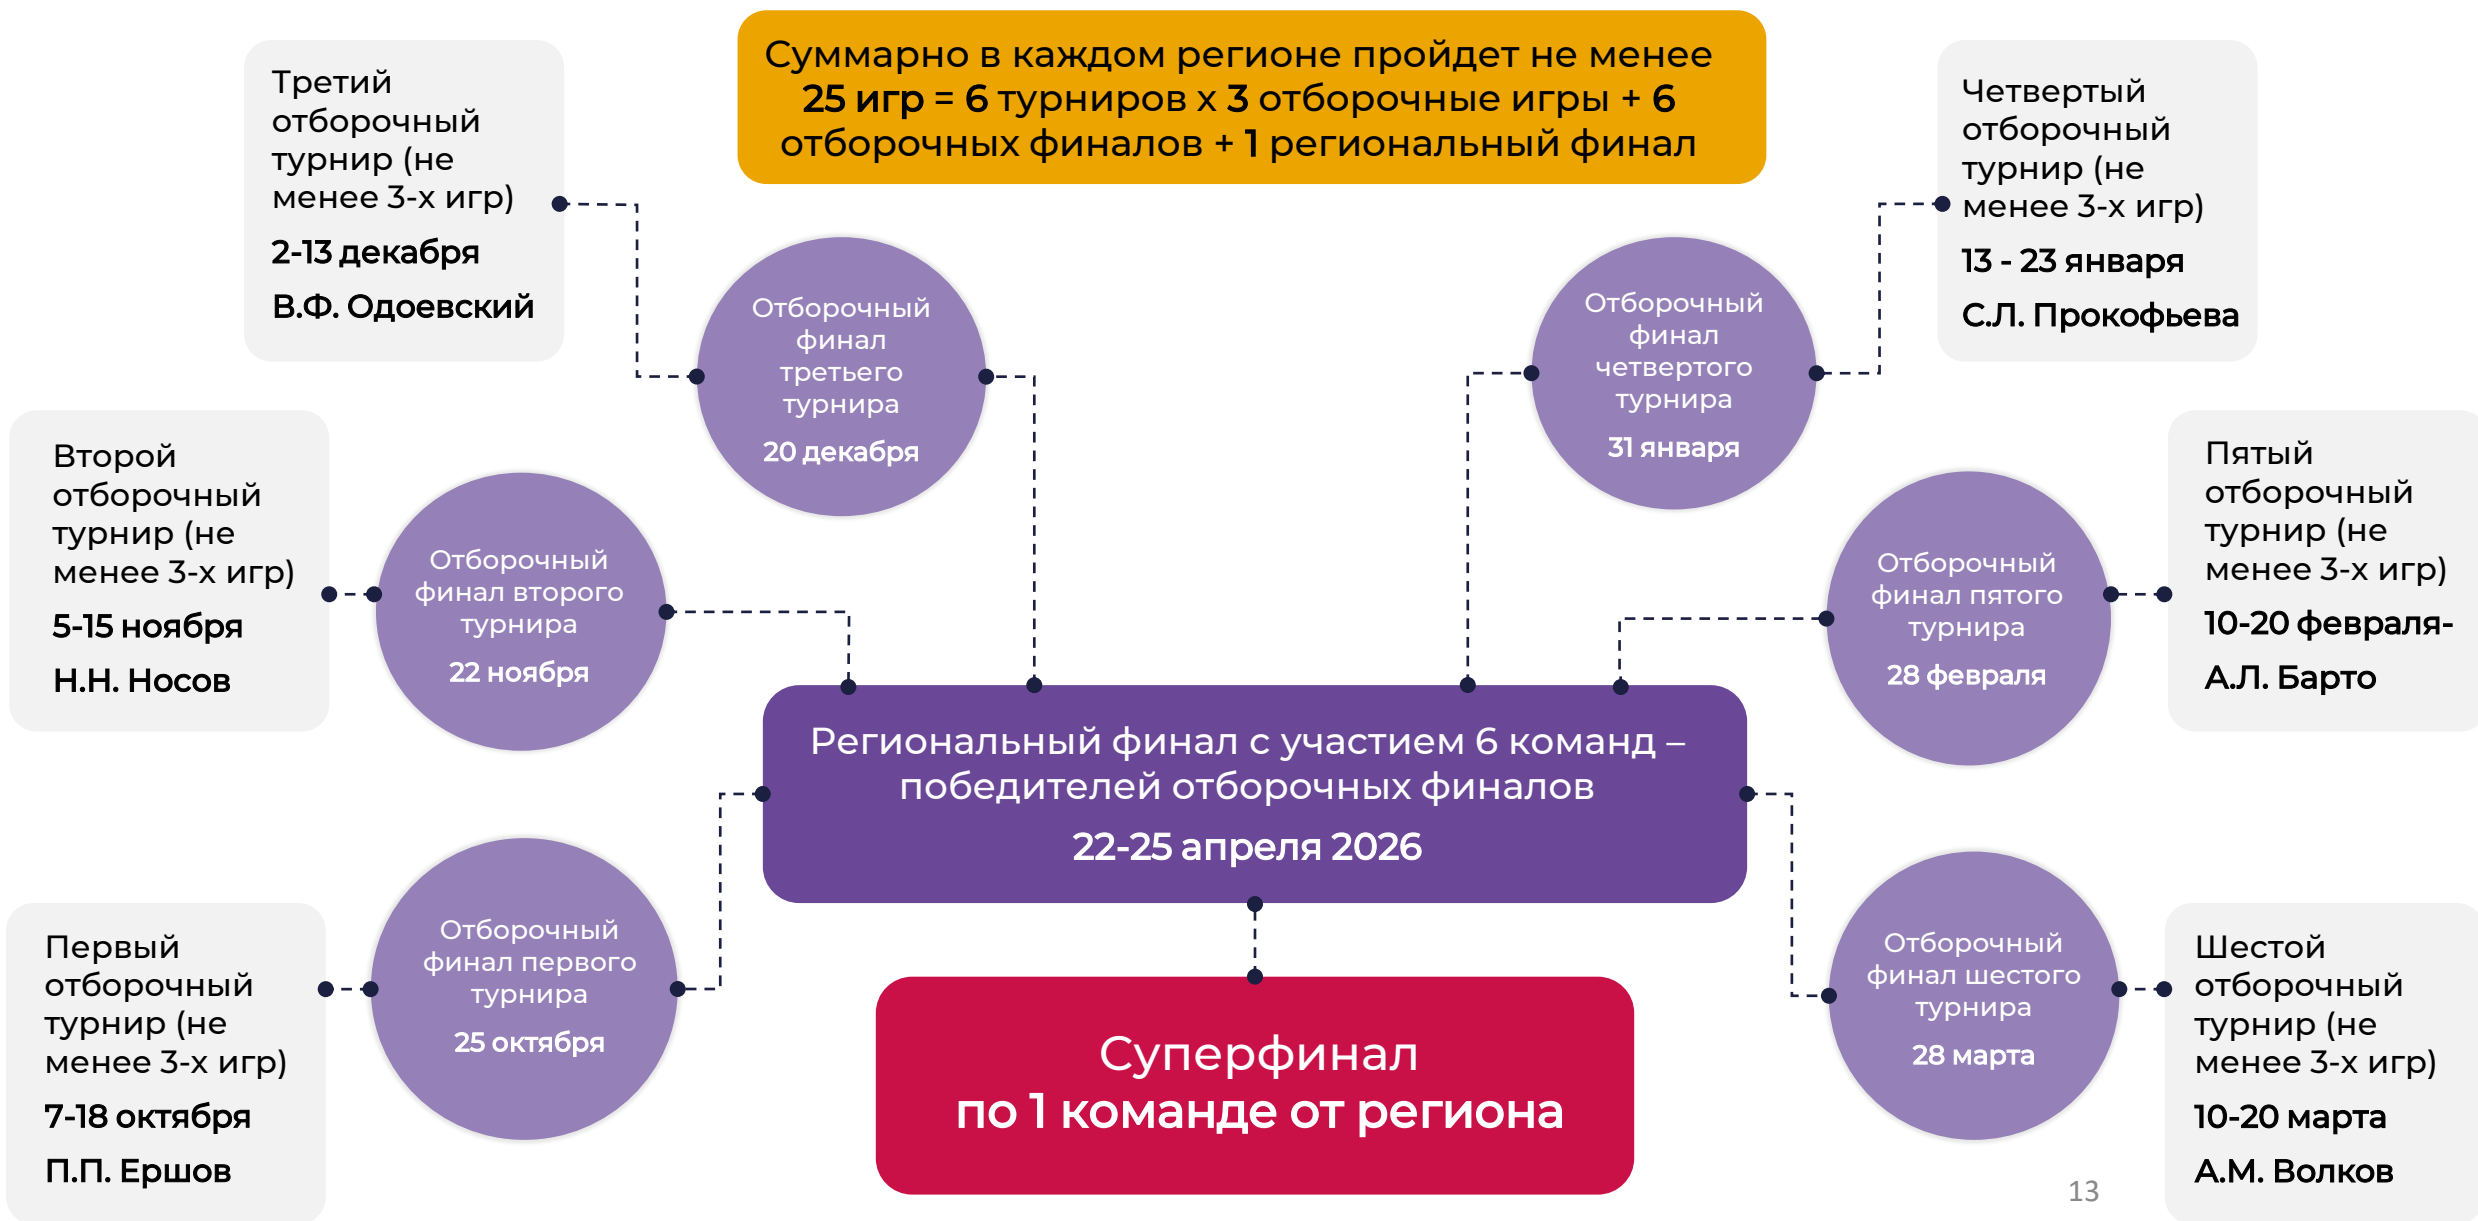 Суммарно в каждом регионе пройдет не менее
25 игр = 6 турниров х 3 отборочные игры + 6
отборочных финалов + 1 региональный финал
Третий
отборочный
турнир (не
менее 3-х игр)
2-13 декабря
В.Ф. Одоевский
Отборочный
финал
третьего
турнира
20 декабря
Отборочный
финал
четвертого
турнира
31 января
Четвертый
отборочный
турнир (не
менее 3-х игр)
13 - 23 января
С.Л. Прокофьева
Второй
отборочный
турнир (не
менее 3-х игр)
5-15 ноября
Н.Н. Носов
Отборочный
финал второго
турнира
22 ноября
Отборочный
финал пятого
турнира
28 февраля
Пятый
отборочный
турнир (не
менее 3-х игр)
10-20 февраля-
А.Л. Барто
Региональный финал с участием 6 команд –
победителей отборочных финалов
22-25 апреля 2026
Первый
отборочный
турнир (не
менее 3-х игр)
7-18 октября
П.П. Ершов
Отборочный
финал первого
турнира
25 октября
Суперфинал
по 1 команде от региона
Отборочный
финал шестого
турнира
28 марта
Шестой
отборочный
турнир (не
менее 3-х игр)
10-20 марта
А.М. Волков
13